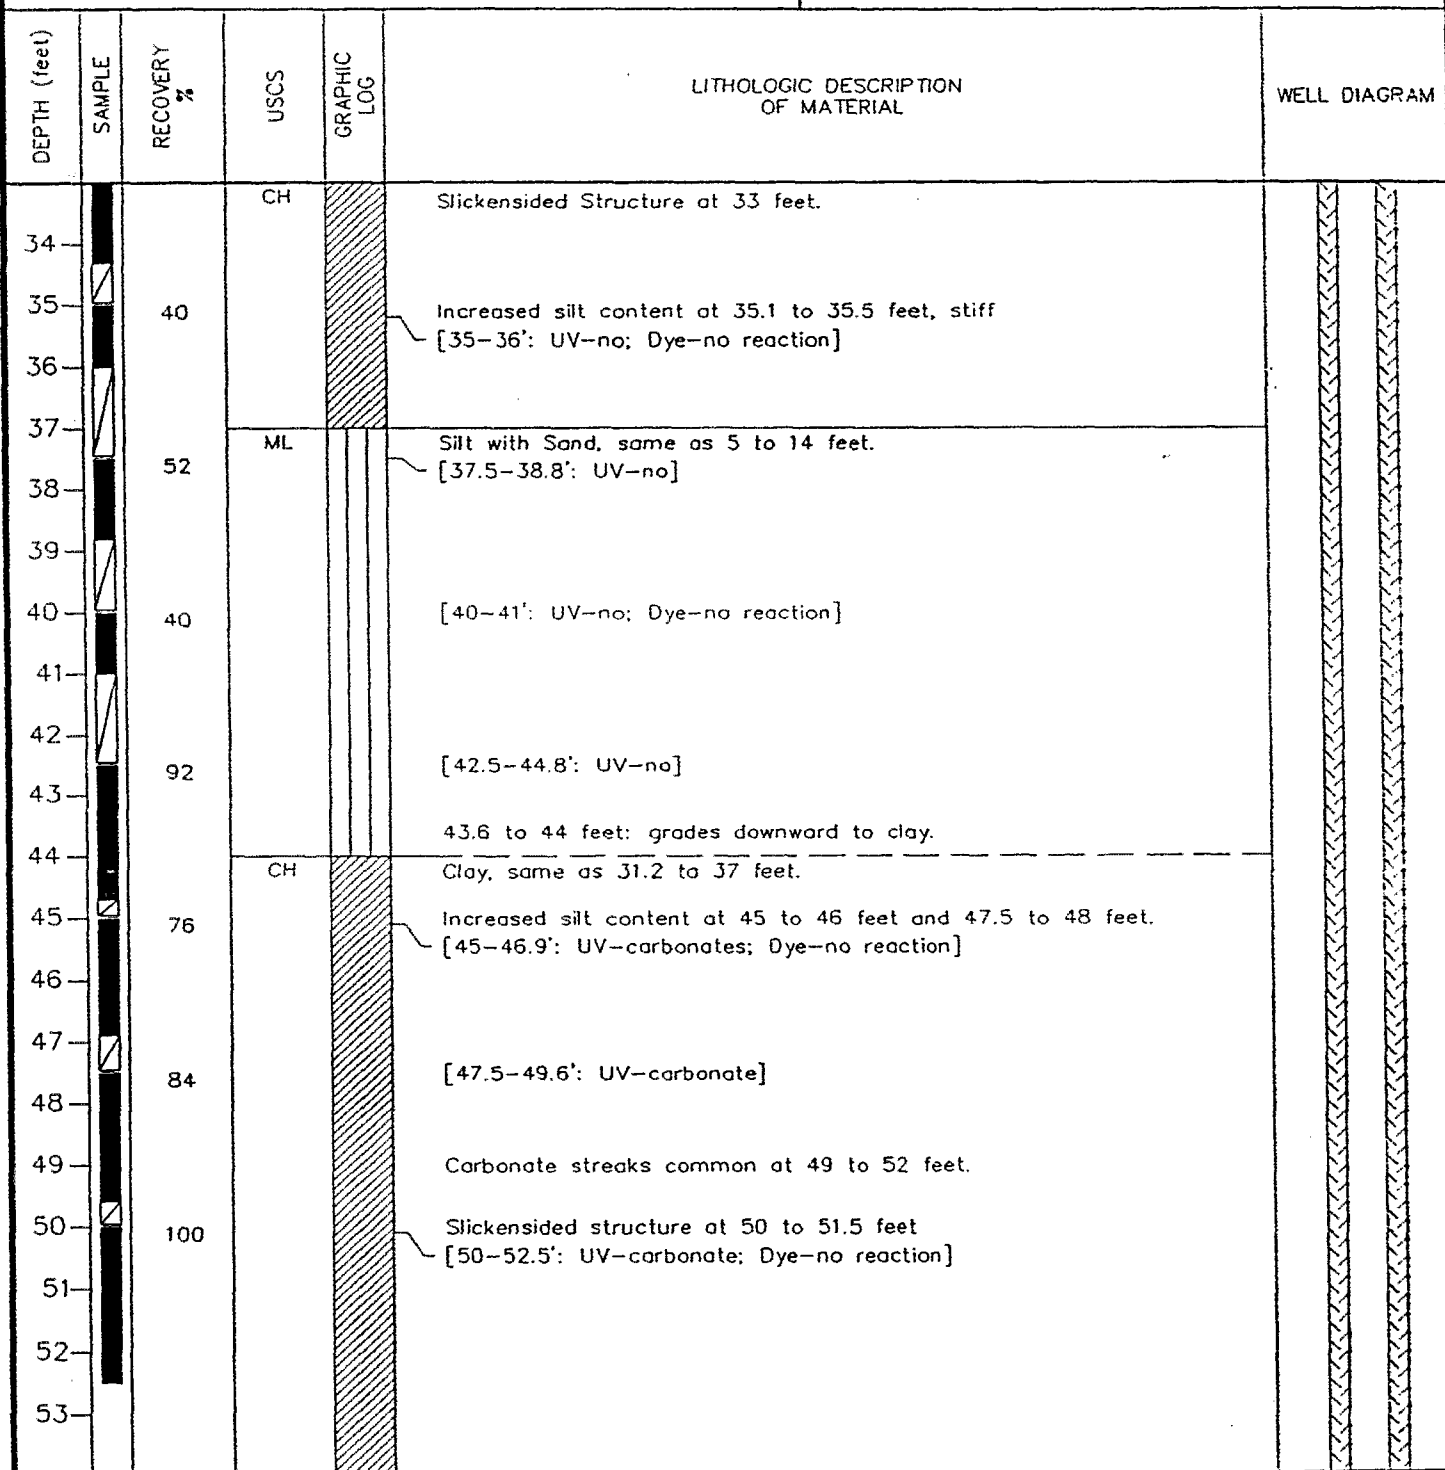 DEPTH (feet)
SAMPLE
RECOVERY
%
USCS
GRAPHIC
LOG
LITHOLOGIC DESCRIPTION
OF MATERIAL
WELL DIAGRAM
CH
Slickensided Structure at 33 feet.
34
35
40
Increased silt content at 35.1 to 35.5 feet, stiff
[35-36': UV-no; Dye-no reaction]
36
37
ML
Silt with Sand, same as 5 to 14 feet.
52
[37.5-38.8': UV-no]
38
39
40
40
[40-41': UV-no; Dye-no reaction]
41
42
92
[42.5-44.8': UV-no]
43
43.6 to 44 feet: grades downward to clay.
44
CH
Clay, same as 31.2 to 37 feet.
45
76
Increased silt content at 45 to 46 feet and 47.5 to 48 feet.
[45-46.9': UV-carbonates; Dye-no reaction]
46
47
84
[47.5-49.6': UV-carbonate]
48
49
Carbonate streaks common at 49 to 52 feet.
50
100
Slickensided structure at 50 to 51.5 feet
[50-52.5': UV-carbonate; Dye-no reaction]
51
52
53